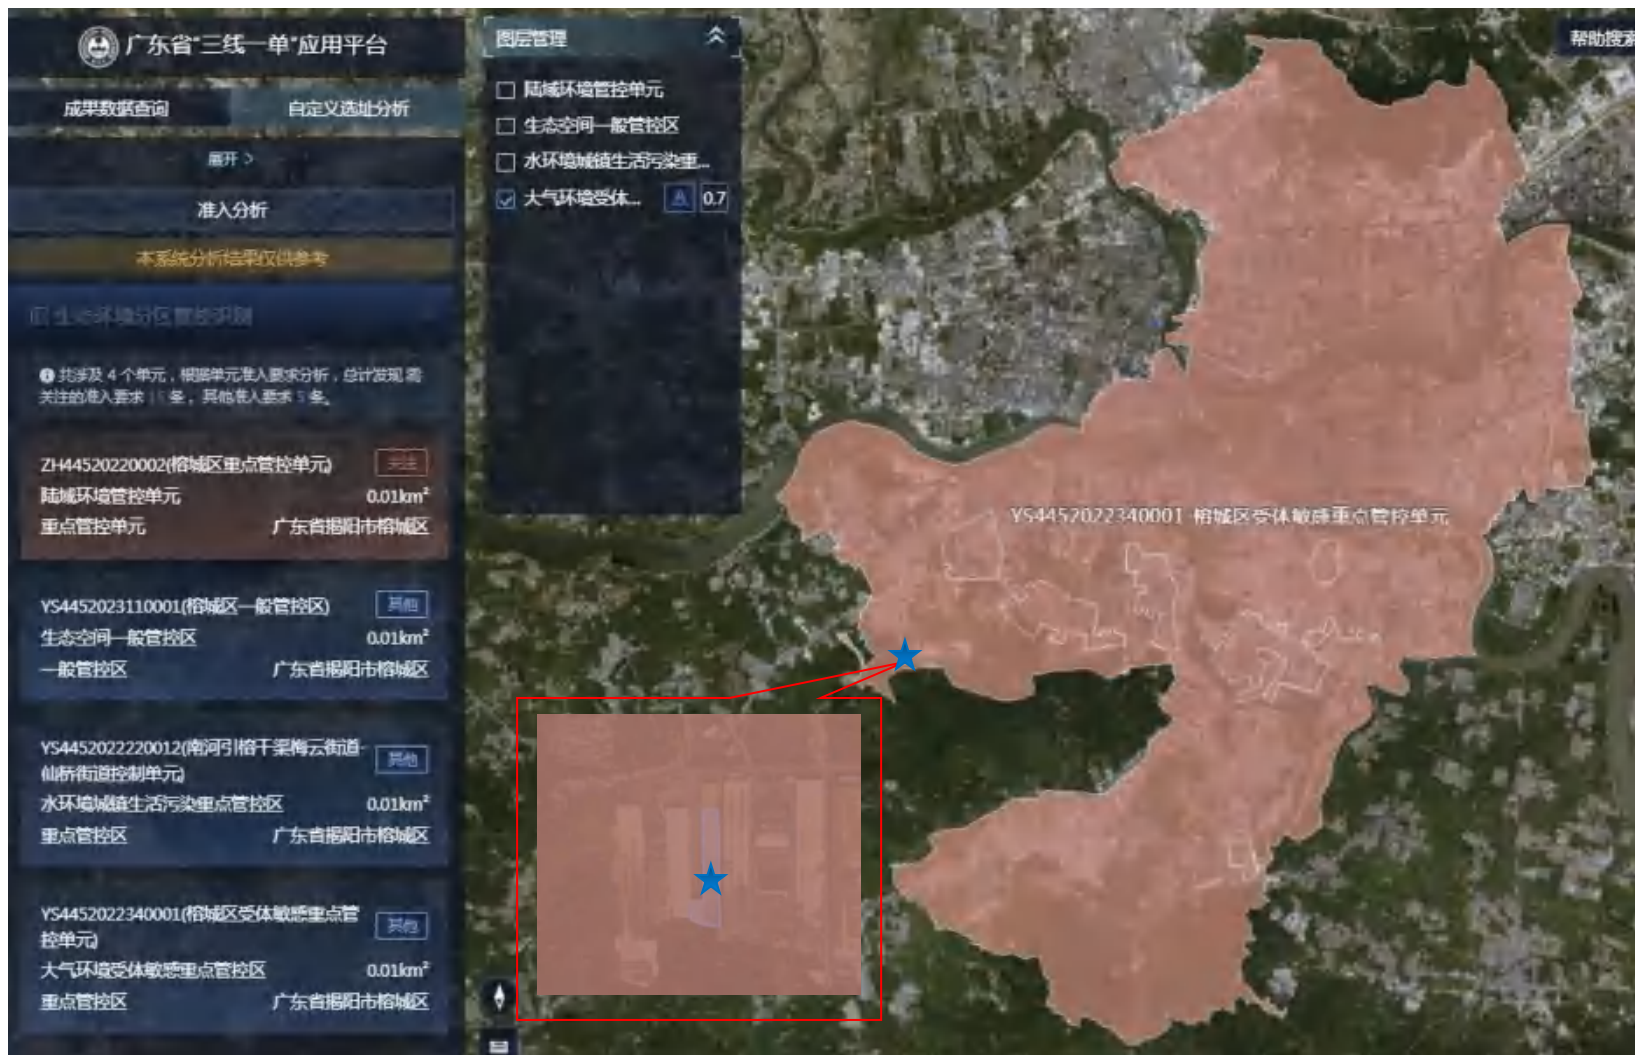 广东省“三线一单”应用平台
成果数据查询
自定义选址分析
展开 >
准入分析
本系统分析结果仅供参考
生态环境分区管控识别
共涉及 4 个单元，根据单元准入要求分析，总计发现需
关注的准入要求 15 条，其他准入要求 5 条。
ZH44520220002(榕城区重点管控单元)
关注
陆域环境管控单元
0.01km²
重点管控单元
广东省揭阳市榕城区
YS4452023110001(榕城区一般管控区)
其他
生态空间一般管控区
0.01km²
一般管控区
广东省揭阳市榕城区
YS4452022220012(南河引榕干渠梅云街道-
仙桥街道控制单元)
其他
水环境城镇生活污染重点管控区
0.01km²
重点管控区
广东省揭阳市榕城区
YS4452022340001(榕城区受体敏感重点管
控单元)
其他
大气环境受体敏感重点管控区
0.01km²
重点管控区
广东省揭阳市榕城区
图层管理
陆域环境管控单元
生态空间一般管控区
水环境城镇生活污染重...
大气环境受体...
0.7
帮助搜索
YS4452022340001 榕城区受体敏感重点管控单元